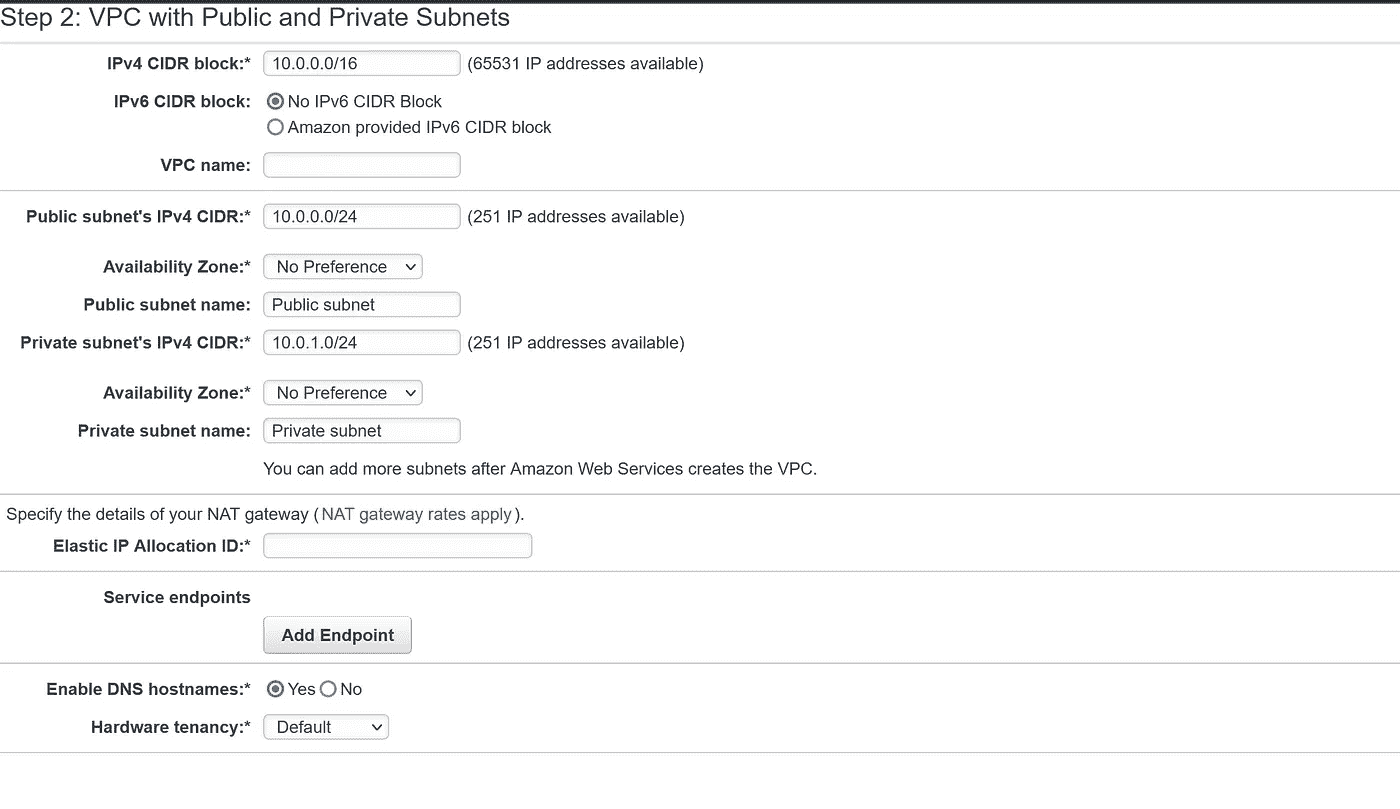 Step 2: VPC with Public and Private Subnets
IPv4 CIDR block:* 10.0.0.0/16 (65531 IP addresses available)
IPv6 CIDR block: No IPv6 CIDR Block
Amazon provided IPv6 CIDR block
VPC name:
Public subnet's IPv4 CIDR:* 10.0.0.0/24 (251 IP addresses available)
Availability Zone:* No Preference
Public subnet name: Public subnet
Private subnet's IPv4 CIDR:* 10.0.1.0/24 (251 IP addresses available)
Availability Zone:* No Preference
Private subnet name: Private subnet
You can add more subnets after Amazon Web Services creates the VPC.
Specify the details of your NAT gateway (NAT gateway rates apply).
Elastic IP Allocation ID:*
Service endpoints
Add Endpoint
Enable DNS hostnames:* Yes No
Hardware tenancy:* Default